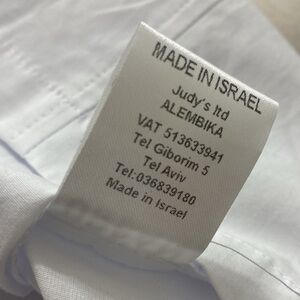 MADE IN ISRAEL
Judy's ltd
ALEMBIKA
VAT 513633941
Tel Giborim 5
Tel Aviv
Tel:036839180
Made in Israel